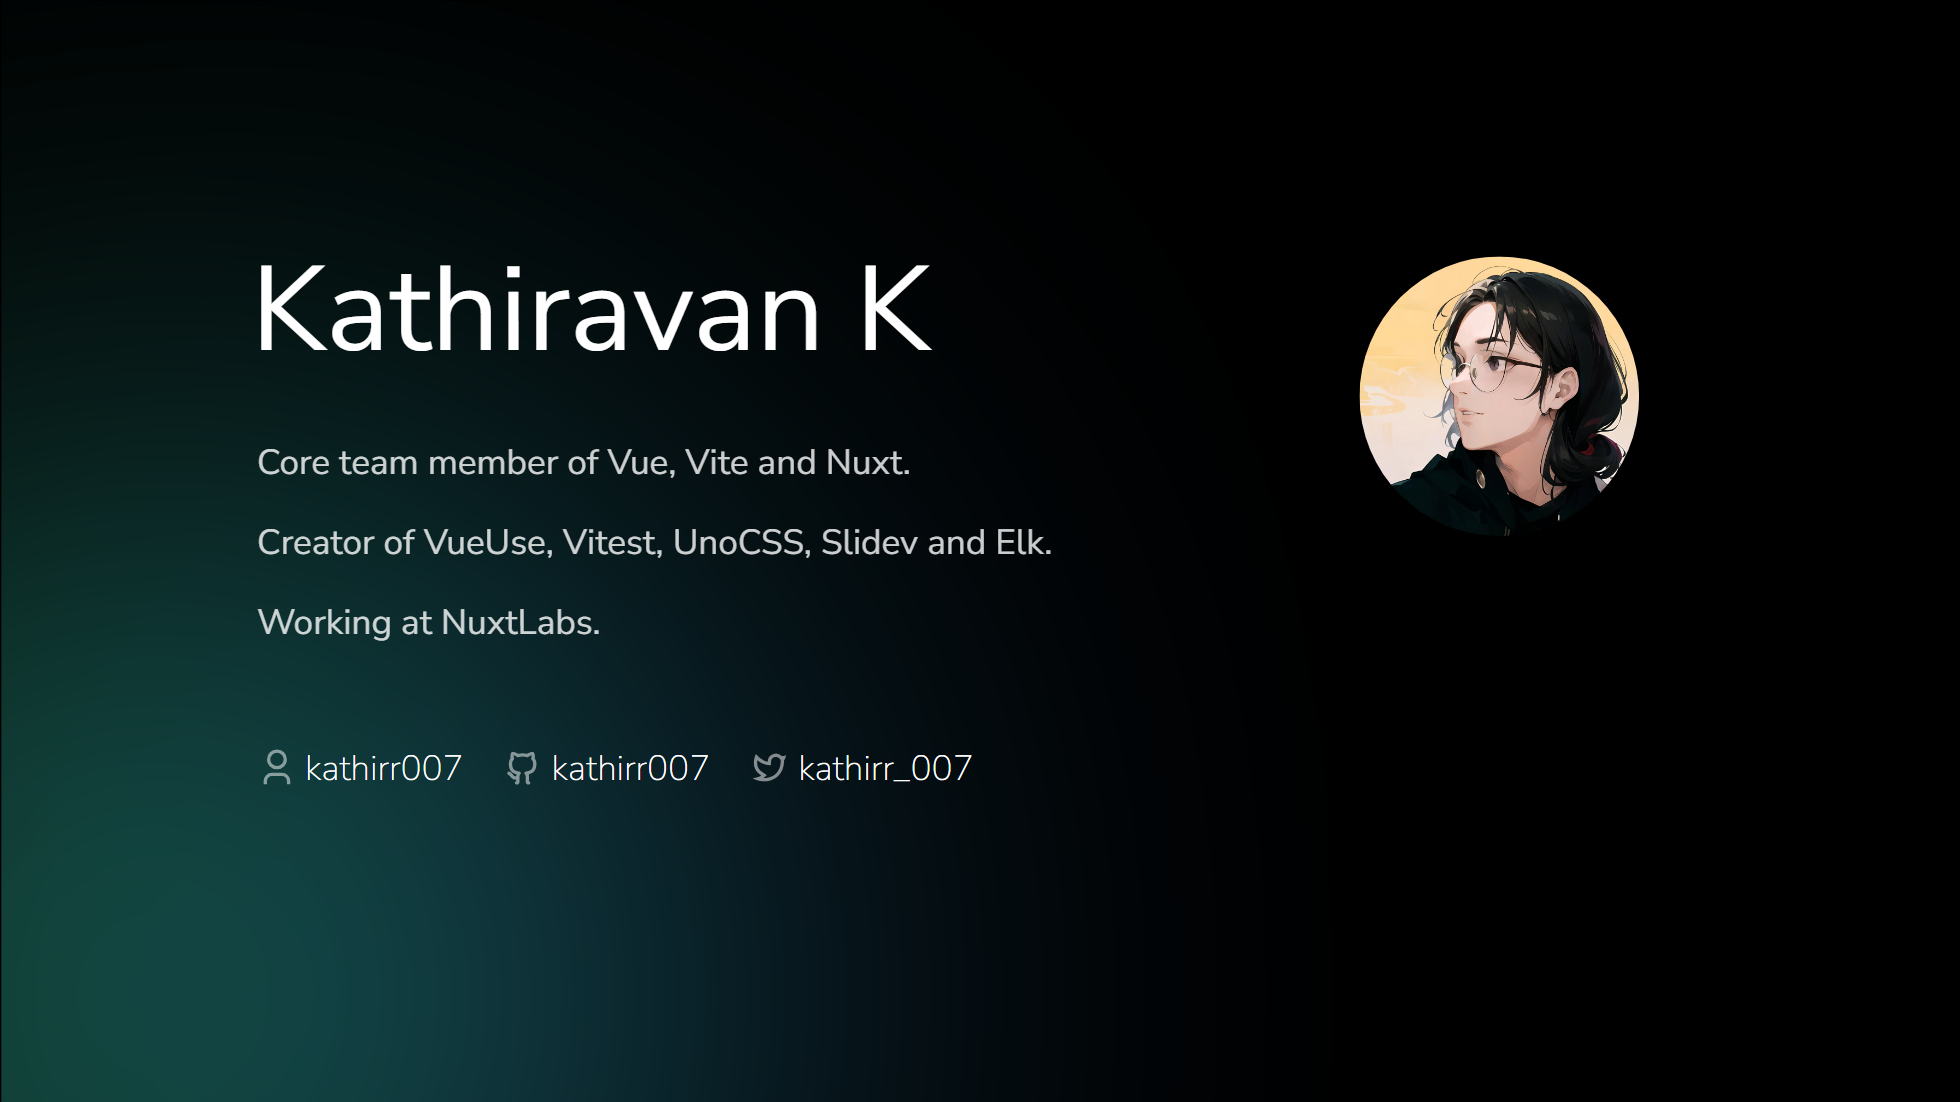 Kathiravan K
Core team member of Vue, Vite and Nuxt.
Creator of VueUse, Vitest, UnoCSS, Slidev and Elk.
Working at NuxtLabs.
kathirr007 kathirr007 kathirr_007